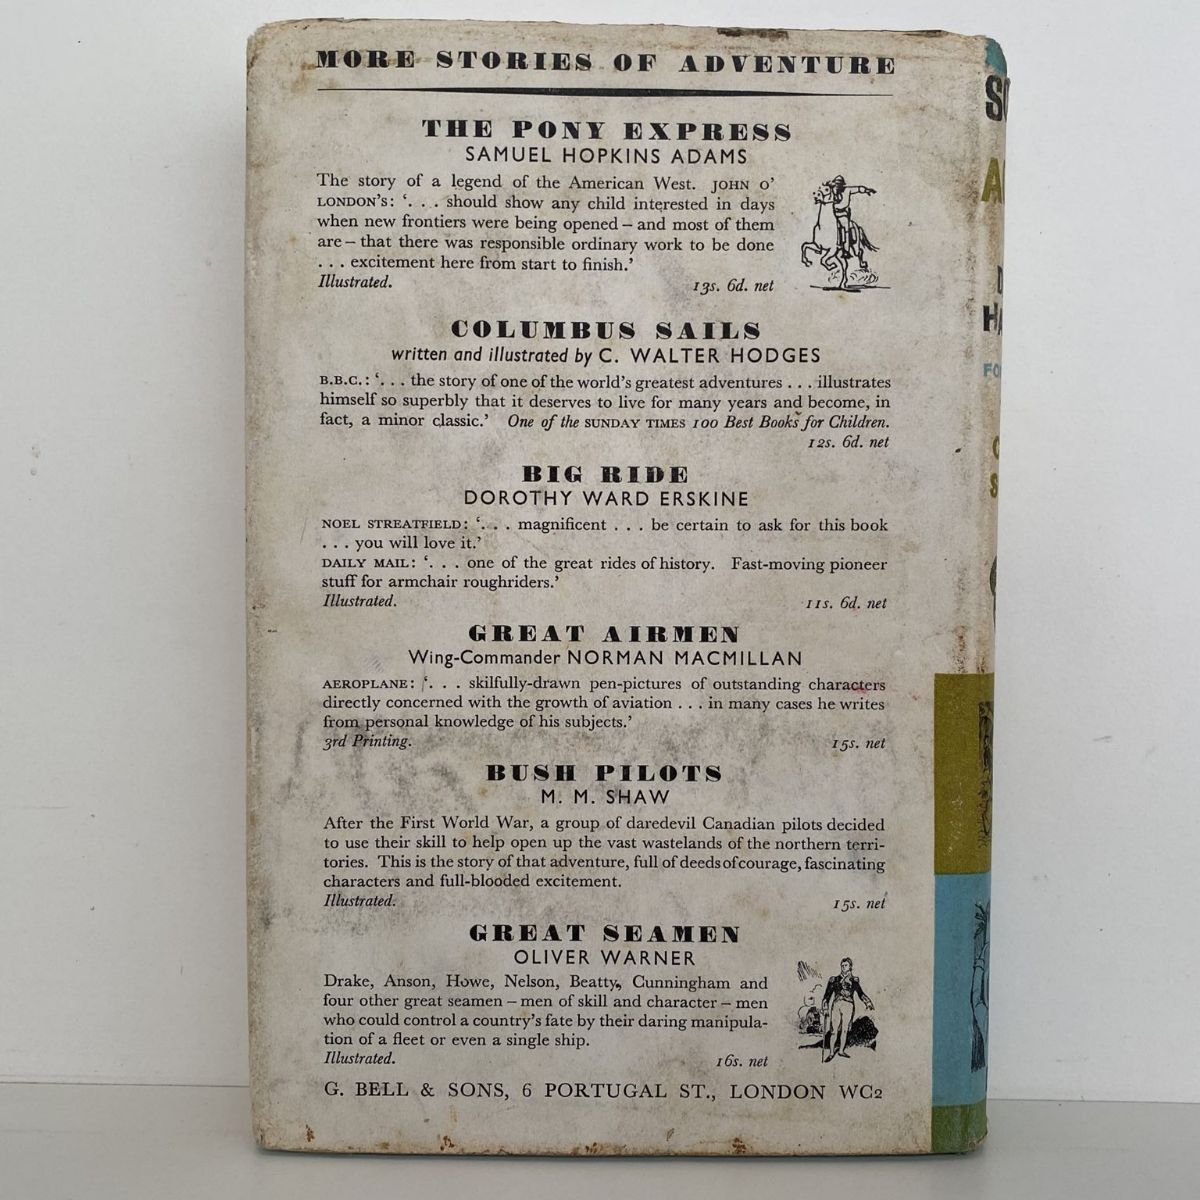 MORE STORIES OF ADVENTURE
THE PONY EXPRESS
SAMUEL HOPKINS ADAMS
The story of a legend of the American West. JOHN O'
LONDON'S: '. . . should show any child interested in days
when new frontiers were being opened – and most of them
are – that there was responsible ordinary work to be done
. . . excitement here from start to finish.'
Illustrated. 13s. 6d. net
COLUMBUS SAILS
written and illustrated by C. WALTER HODGES
B.B.C.: '. . . the story of one of the world's greatest adventures . . . illustrates
himself so superbly that it deserves to live for many years and become, in
fact, a minor classic.' One of the SUNDAY TIMES 100 Best Books for Children.
12s. 6d. net
BIG RIDE
DOROTHY WARD ERSKINE
NOEL STREATFIELD: '. . . magnificent . . . be certain to ask for this book
. . . you will love it.'
DAILY MAIL: '. . . one of the great rides of history. Fast-moving pioneer
stuff for armchair roughriders.'
Illustrated. 11s. 6d. net
GREAT AIRMEN
Wing-Commander NORMAN MACMILLAN
AEROPLANE: '. . . skilfully-drawn pen-pictures of outstanding characters
directly concerned with the growth of aviation . . . in many cases he writes
from personal knowledge of his subjects.'
3rd Printing. 15s. net
BUSH PILOTS
M. M. SHAW
After the First World War, a group of daredevil Canadian pilots decided
to use their skill to help open up the vast wastelands of the northern terri-
tories. This is the story of that adventure, full of deeds of courage, fascinating
characters and full-blooded excitement.
Illustrated. 15s. net
GREAT SEAMEN
OLIVER WARNER
Drake, Anson, Howe, Nelson, Beatty, Cunningham and
four other great seamen – men of skill and character – men
who could control a country's fate by their daring manipula-
tion of a fleet or even a single ship.
Illustrated. 16s. net
G. BELL & SONS, 6 PORTUGAL ST., LONDON WC2